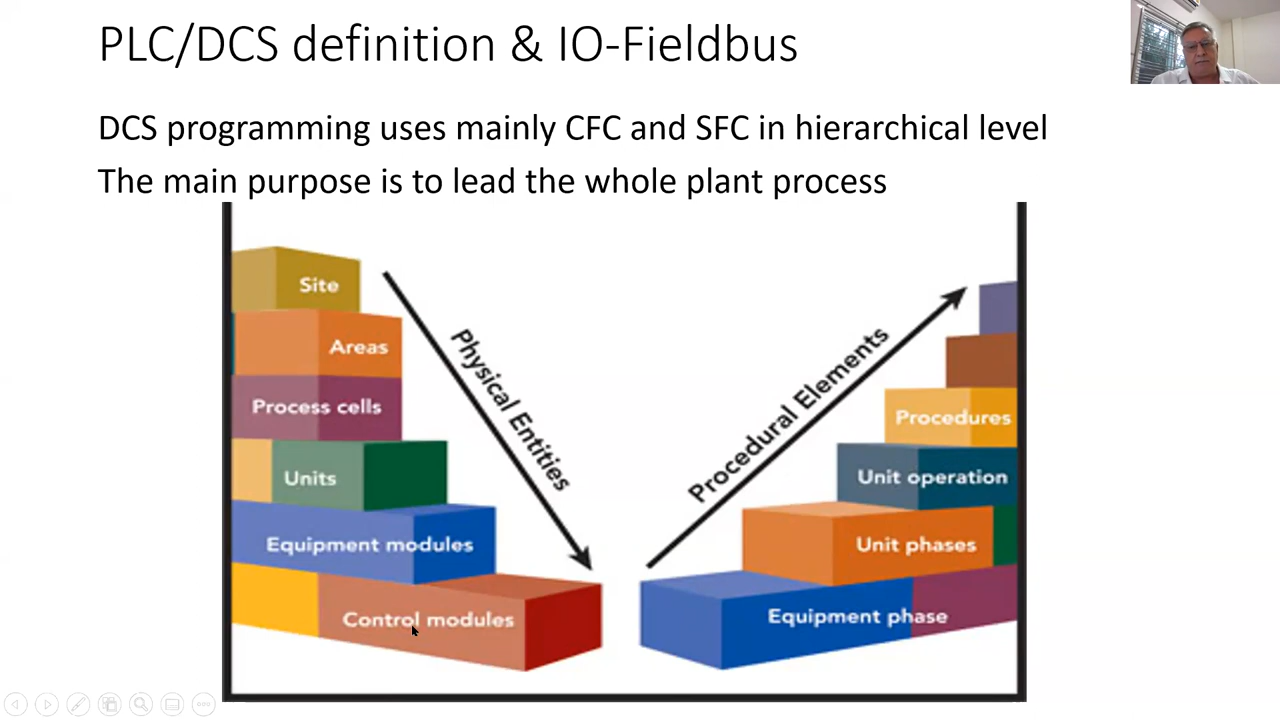 PLC/DCS definition & IO-Fieldbus
DCS programming uses mainly CFC and SFC in hierarchical level
The main purpose is to lead the whole plant process
Site
Areas
Process cells
Units
Equipment modules
Control modules
Physical Entities
Procedural Elements
Procedures
Unit operation
Unit phases
Equipment phase